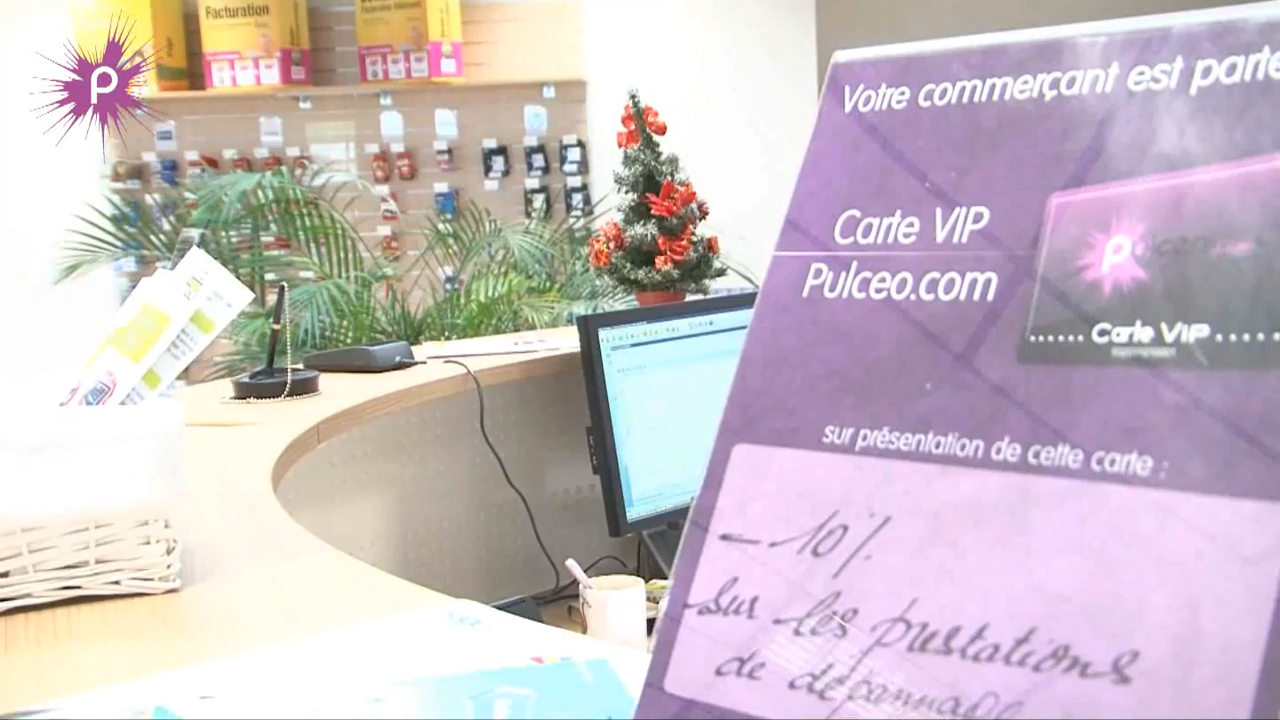 Facturation
P
Votre commerçant est parte
Carte VIP
Pulceo.com
Pulceo
Carte VIP
sur présentation de cette carte :
- 10%
sur les prestations
de dépannage